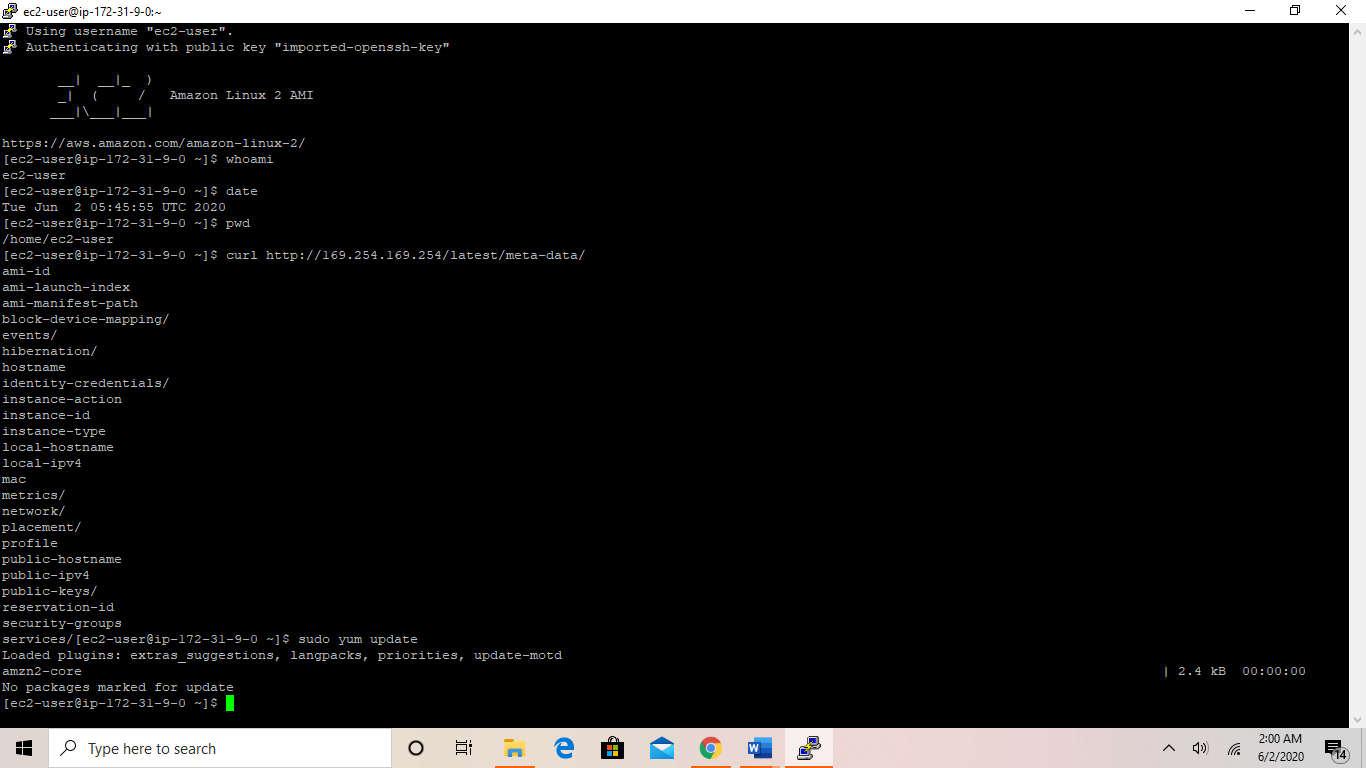 ec2-user@ip-172-31-9-0:~
Using username "ec2-user".
Authenticating with public key "imported-openssh-key"
       __|  __|_  )
       _|  (     /   Amazon Linux 2 AMI
      ___|\___|___|
https://aws.amazon.com/amazon-linux-2/
[ec2-user@ip-172-31-9-0 ~]$ whoami
ec2-user
[ec2-user@ip-172-31-9-0 ~]$ date
Tue Jun  2 05:45:55 UTC 2020
[ec2-user@ip-172-31-9-0 ~]$ pwd
/home/ec2-user
[ec2-user@ip-172-31-9-0 ~]$ curl http://169.254.169.254/latest/meta-data/
ami-id
ami-launch-index
ami-manifest-path
block-device-mapping/
events/
hibernation/
hostname
identity-credentials/
instance-action
instance-id
instance-type
local-hostname
local-ipv4
mac
metrics/
network/
placement/
profile
public-hostname
public-ipv4
public-keys/
reservation-id
security-groups
services/[ec2-user@ip-172-31-9-0 ~]$ sudo yum update
Loaded plugins: extras_suggestions, langpacks, priorities, update-motd
amzn2-core | 2.4 kB  00:00:00
No packages marked for update
[ec2-user@ip-172-31-9-0 ~]$
Type here to search
2:00 AM
6/2/2020
14